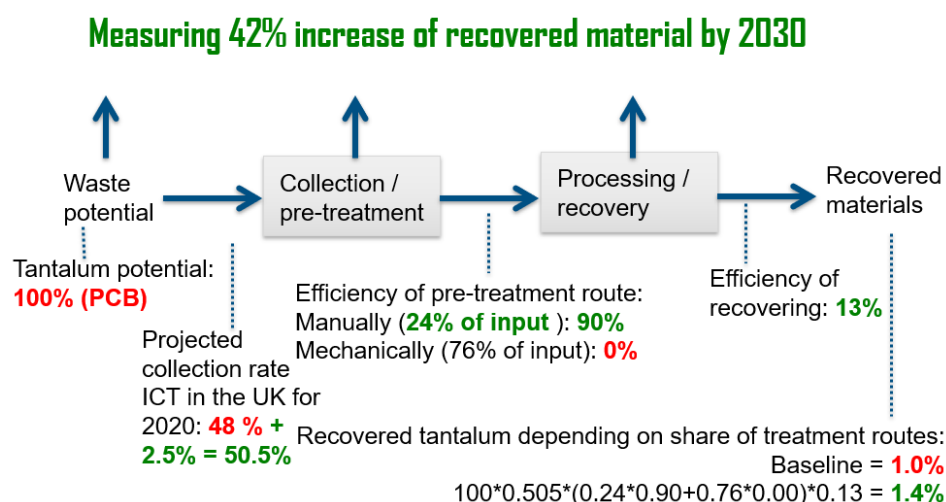 Measuring 42% increase of recovered material by 2030
Waste
potential
Collection /
pre-treatment
Processing /
recovery
Recovered
materials
Tantalum potential:
100% (PCB)
Projected
collection rate
ICT in the UK for
2020: 48 % +
2.5% = 50.5%
Efficiency of pre-treatment route:
Manually (24% of input ): 90%
Mechanically (76% of input): 0%
Efficiency of
recovering: 13%
Recovered tantalum depending on share of treatment routes:
Baseline = 1.0%
100*0.505*(0.24*0.90+0.76*0.00)*0.13 = 1.4%